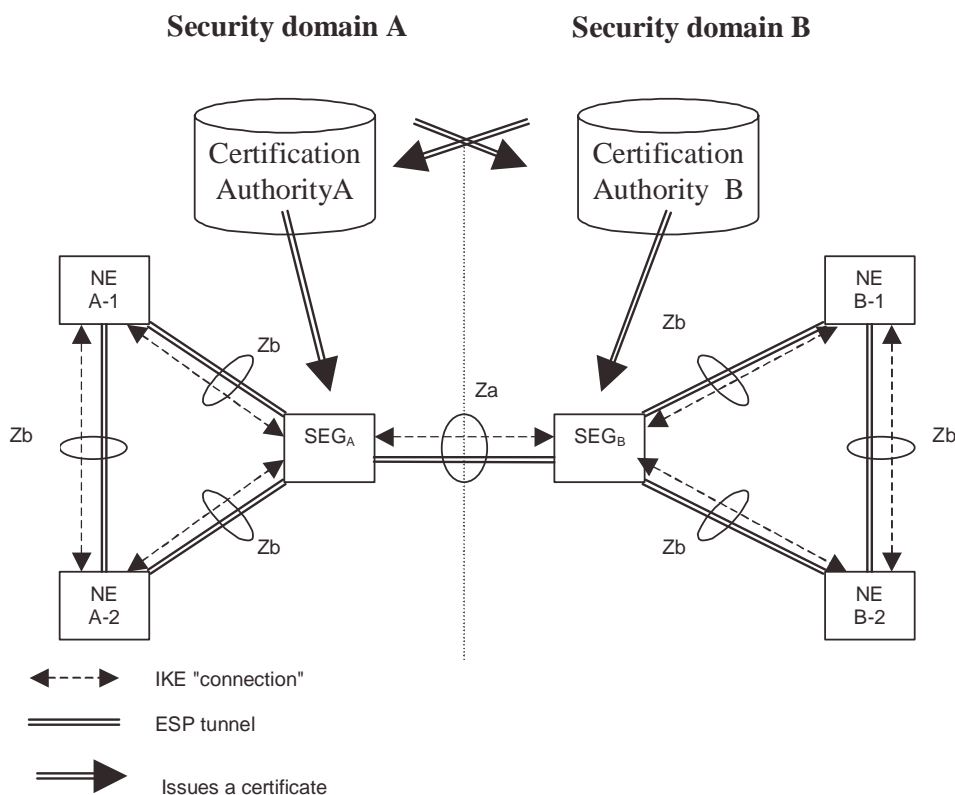 Security domain A
Security domain B
Certification
AuthorityA
Certification
Authority B
NE
A-1
NE
B-1
Zb
Zb
Za
Zb
SEGA
SEGB
Zb
Zb
Zb
NE
A-2
NE
B-2
IKE "connection"
ESP tunnel
Issues a certificate